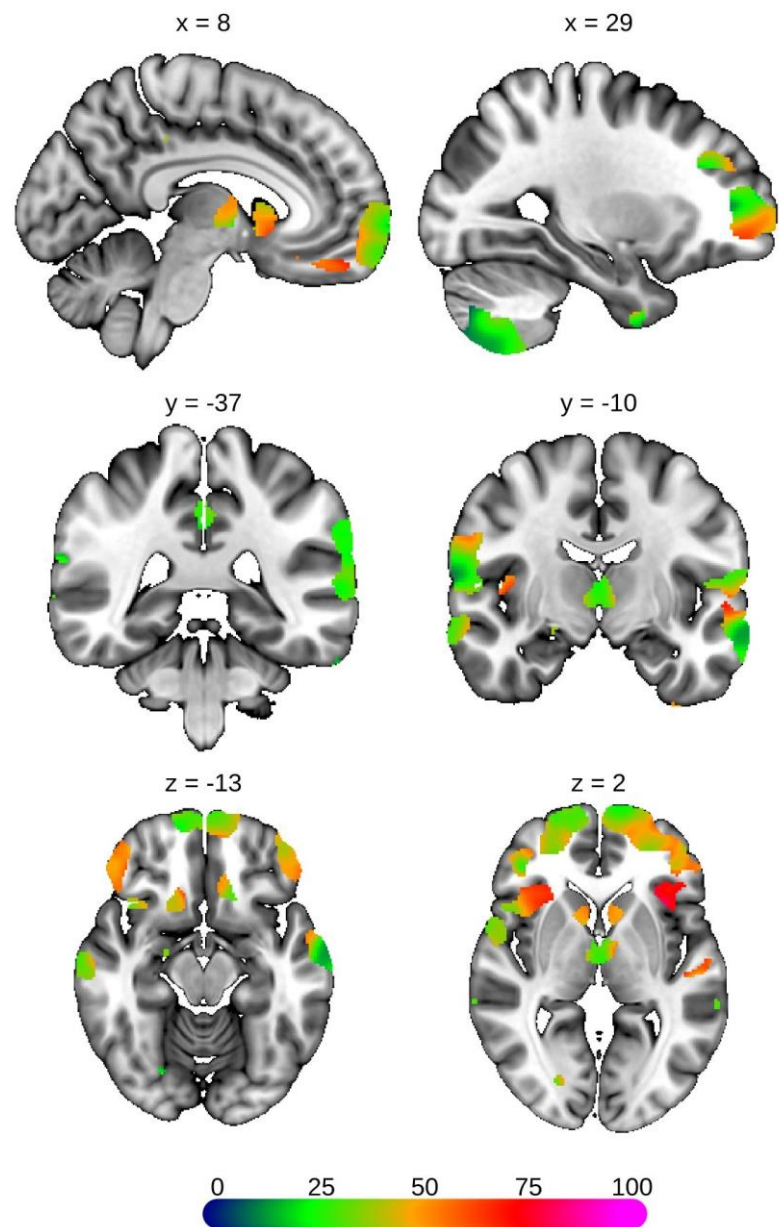 x = 8
x = 29
y = -37
y = -10
z = -13
z = 2
0 25 50 75 100